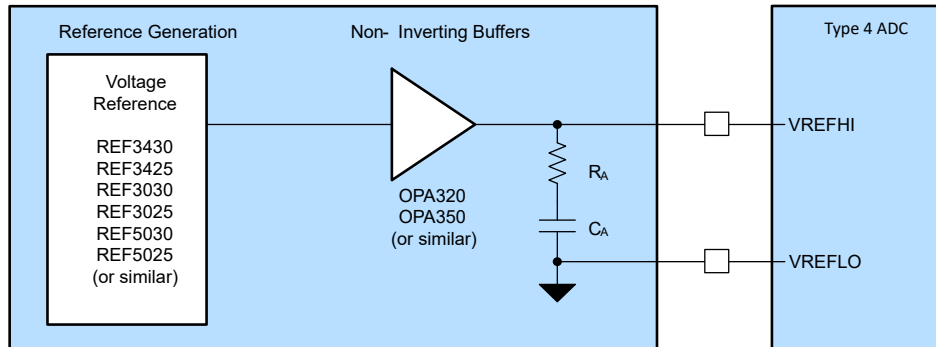 Reference Generation
Non- Inverting Buffers
Type 4 ADC
Voltage
Reference
REF3430
REF3425
REF3030
REF3025
REF5030
REF5025
(or similar)
OPA320
OPA350
(or similar)
RA
CA
VREFHI
VREFLO